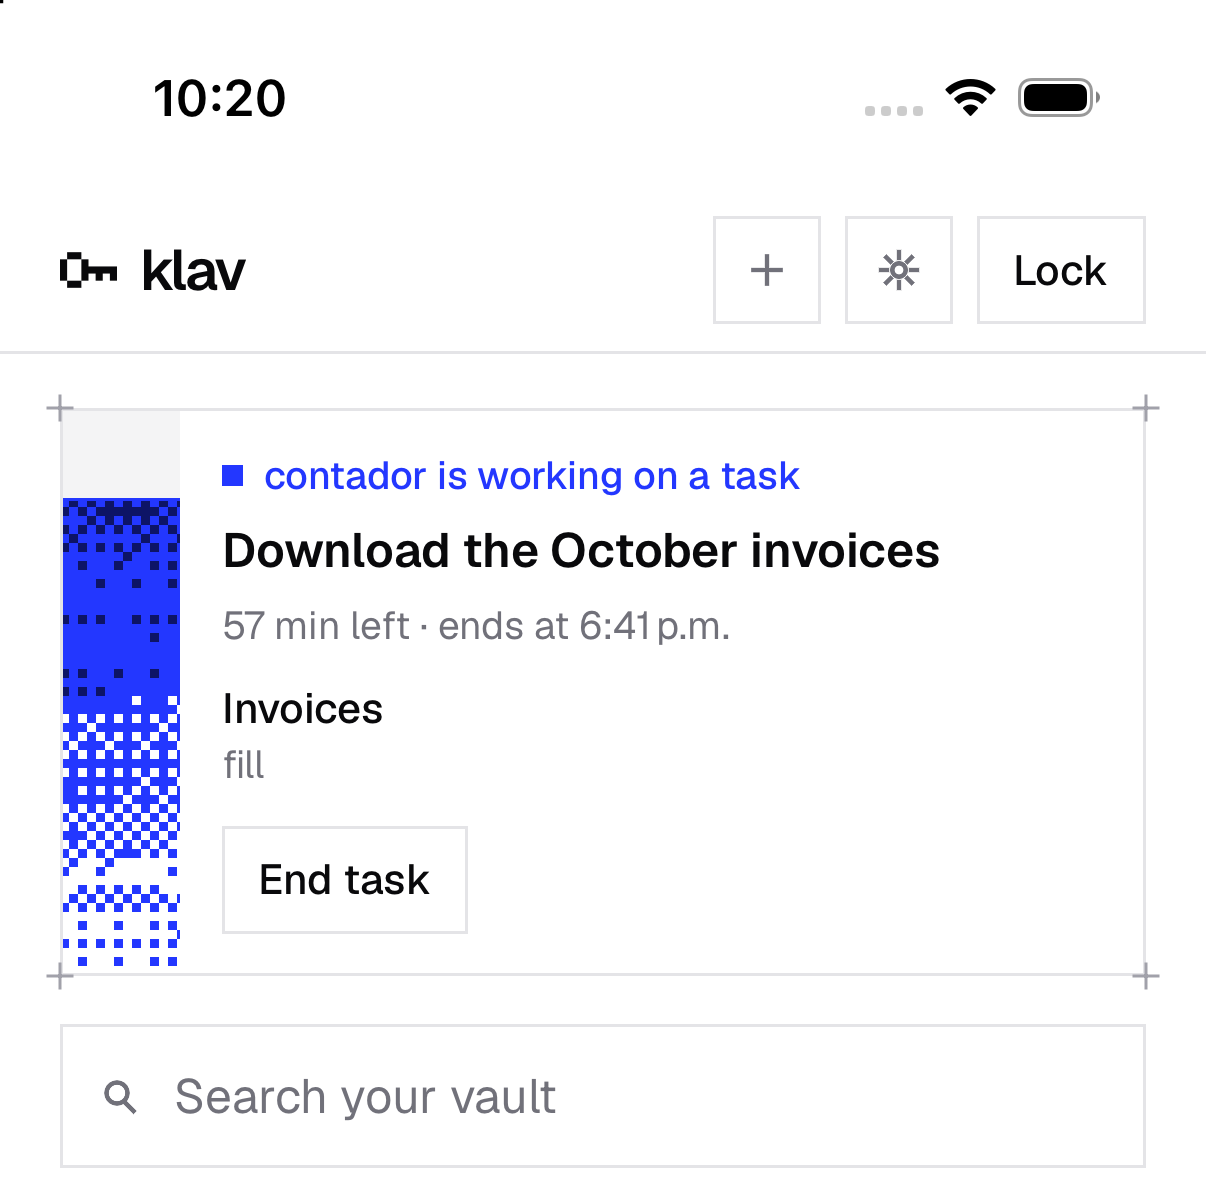 10:20
klav
Lock
contador is working on a task
Download the October invoices
57 min left · ends at 6:41 p.m.
Invoices
fill
End task
Search your vault